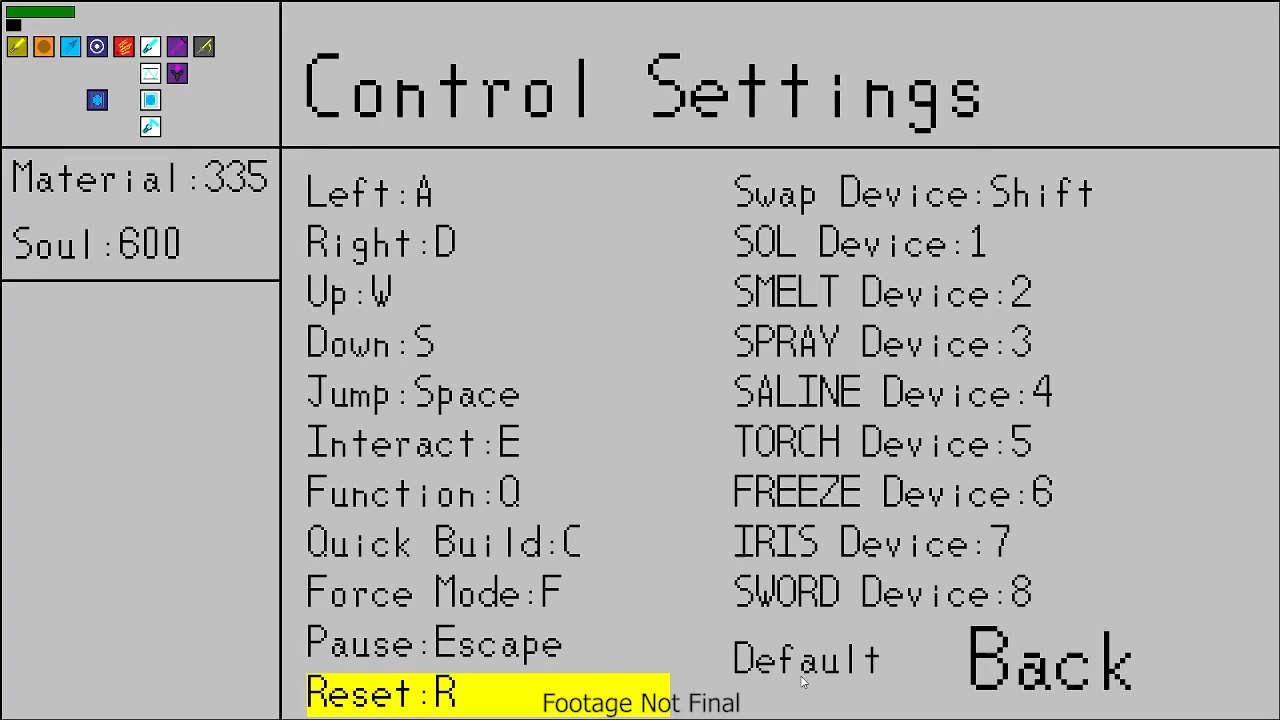 Control Settings
Material:335
Soul:600
Left:A
Right:D
Up:W
Down:S
Jump:Space
Interact:E
Function:Q
Quick Build:C
Force Mode:F
Pause:Escape
Reset:R
Swap Device:Shift
SOL Device:1
SMELT Device:2
SPRAY Device:3
SALINE Device:4
TORCH Device:5
FREEZE Device:6
IRIS Device:7
SWORD Device:8
Default
Back
Footage Not Final